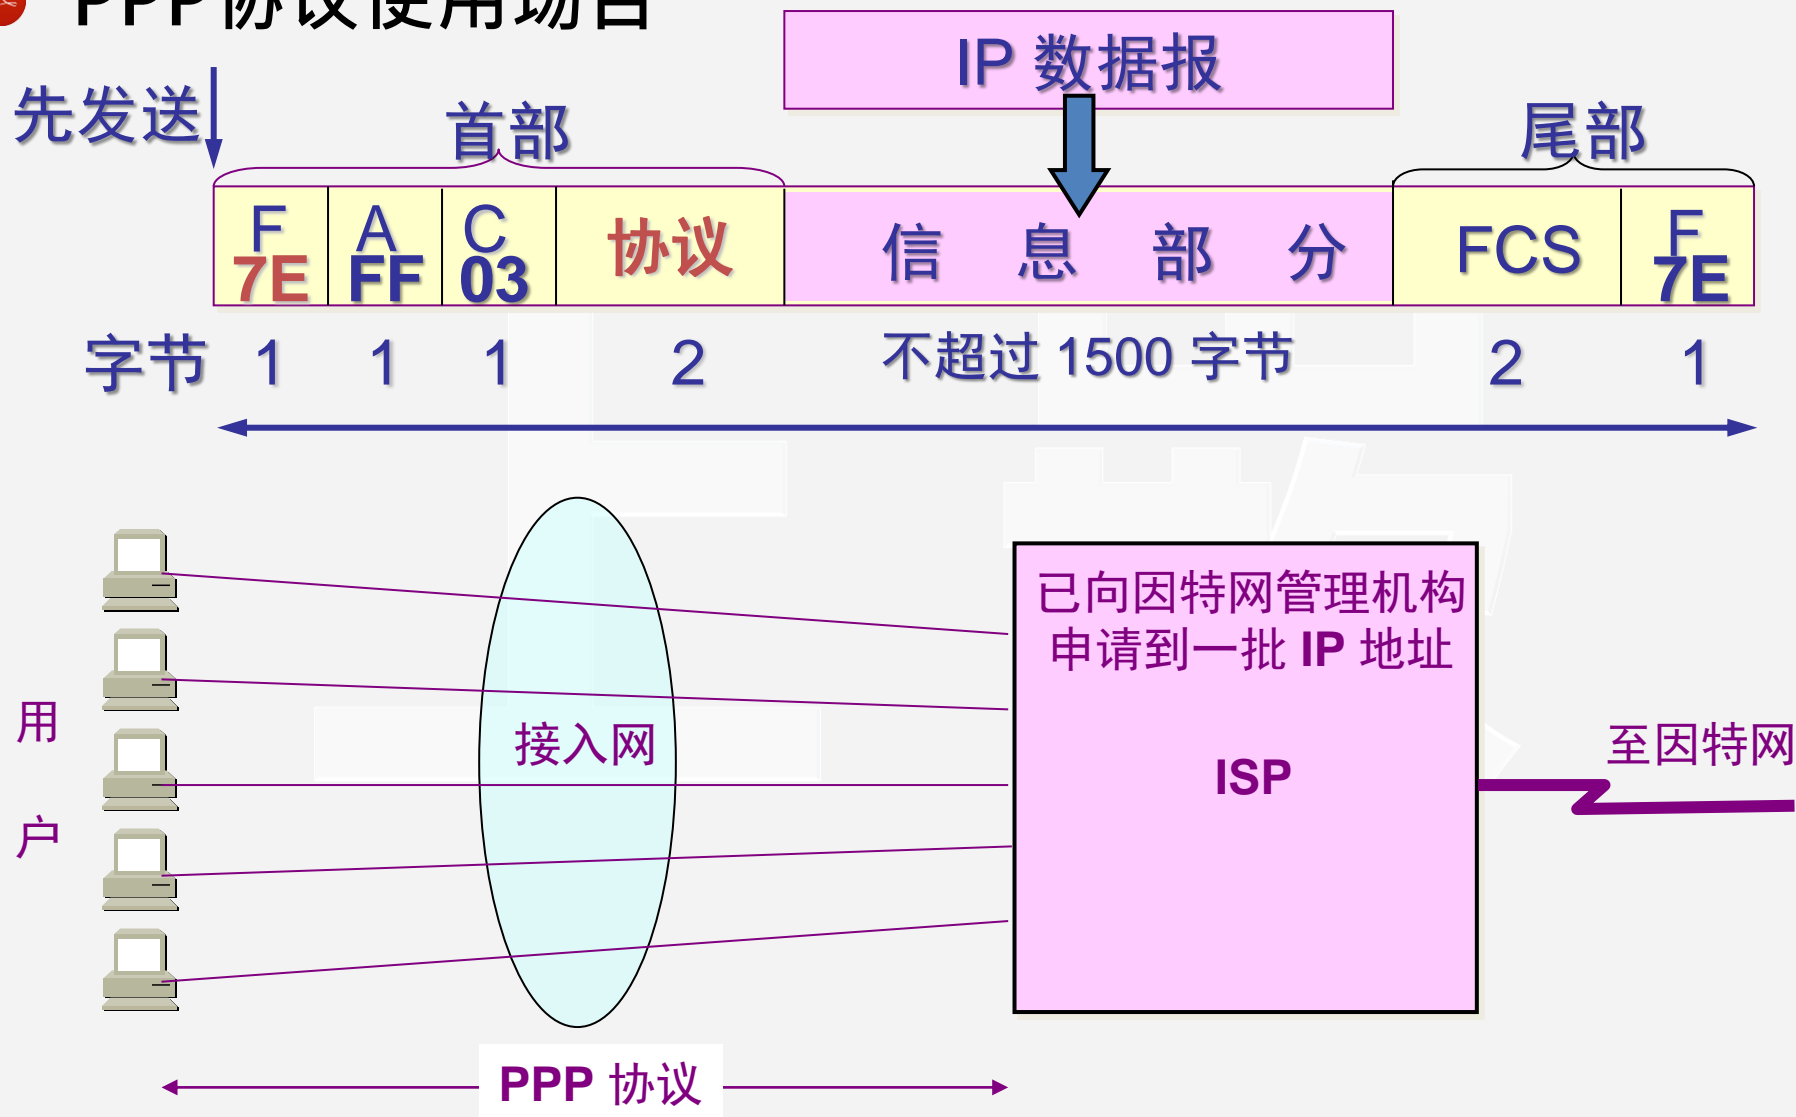 PPP协议使用场合
IP 数据报
先发送
首部
尾部
F A C 协议 信 息 部 分 FCS F
7E FF 03 7E
字节 1 1 1 2 不超过 1500 字节 2 1
已向因特网管理机构
申请到一批 IP 地址
用
户
接入网
ISP
至因特网
PPP 协议